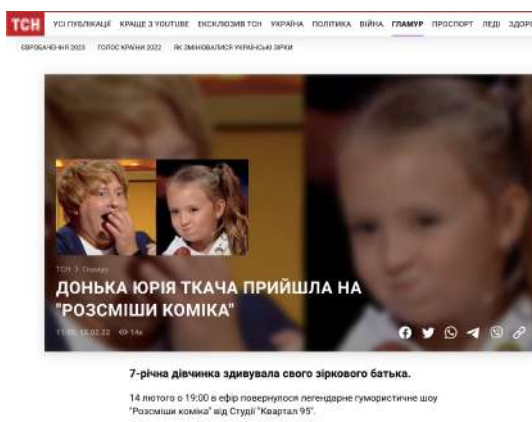 ТСН УСІ ПУБЛІКАЦІЇ КРАЩЕ З YOUTUBE ЕКСКЛЮЗИВ ТСН УКРАЇНА ПОЛІТИКА ВІЙНА ГЛАМУР ПРОСПОРТ ЛЕДІ ЗДОРО
ЄВРОБАЧЕННЯ 2023 ГОЛОС КРАЇНИ 2022 ЯК ЗМІНЮВАЛИСЯ УКРАЇНСЬКІ ЗІРКИ
ТСН > Гламур
ДОНЬКА ЮРІЯ ТКАЧА ПРИЙШЛА НА
"РОЗСМІШИ КОМІКА"
14к
7-річна дівчинка здивувала свого зіркового батька.
14 лютого о 19:00 в ефір повернулося легендарне гумористичне шоу
"Розсміши коміка" від Студії "Квартал 95".